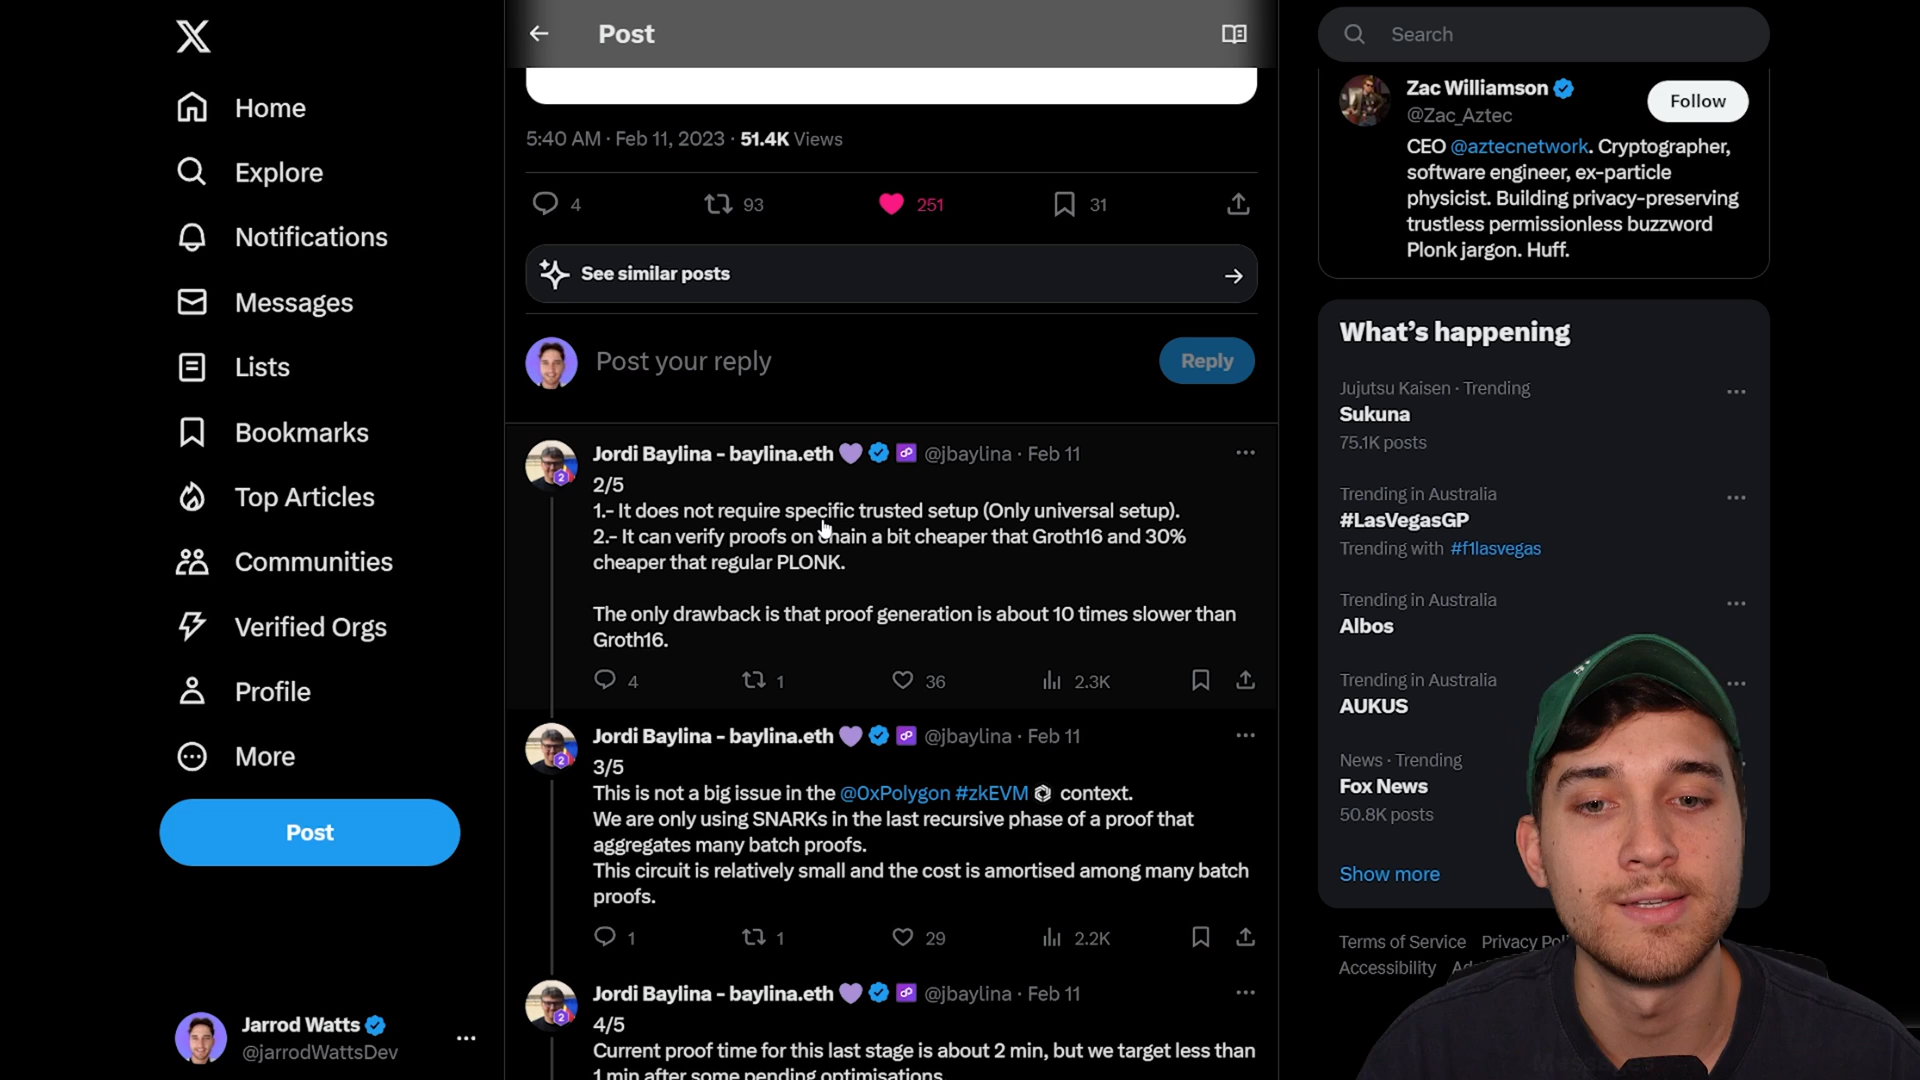 Post
Search
5:40 AM · Feb 11, 2023 · 51.4K Views
4
93
251
31
See similar posts
Post your reply
Reply
Home
Explore
Notifications
Messages
Lists
Bookmarks
Top Articles
Communities
Verified Orgs
Profile
More
Post
Jarrod Watts
@jarrodWattsDev
Jordi Baylina - baylina.eth @jbaylina · Feb 11
2/5
1.- It does not require specific trusted setup (Only universal setup).
2.- It can verify proofs on chain a bit cheaper that Groth16 and 30%
cheaper that regular PLONK.
The only drawback is that proof generation is about 10 times slower than
Groth16.
4 1 36 2.3K
Jordi Baylina - baylina.eth @jbaylina · Feb 11
3/5
This is not a big issue in the @0xPolygon #zkEVM context.
We are only using SNARKs in the last recursive phase of a proof that
aggregates many batch proofs.
This circuit is relatively small and the cost is amortised among many batch
proofs.
1 1 29 2.2K
Jordi Baylina - baylina.eth @jbaylina · Feb 11
4/5
Current proof time for this last stage is about 2 min, but we target less than
1 min after some pending optimisations
Zac Williamson
@Zac_Aztec
Follow
CEO @aztecnetwork. Cryptographer,
software engineer, ex-particle
physicist. Building privacy-preserving
trustless permissionless buzzword
Plonk jargon. Huff.
What's happening
Jujutsu Kaisen · Trending
Sukuna
75.1K posts
Trending in Australia
#LasVegasGP
Trending with #f1lasvegas
Trending in Australia
Albos
Trending in Australia
AUKUS
News · Trending
Fox News
50.8K posts
Show more
Terms of Service Privacy
Accessibility